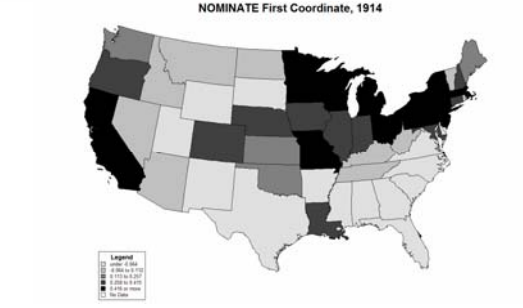 NOMINATE First Coordinate, 1914
Legend
under -0.064
-0.064 to 0.112
0.113 to 0.257
0.258 to 0.415
0.416 or more
No Data